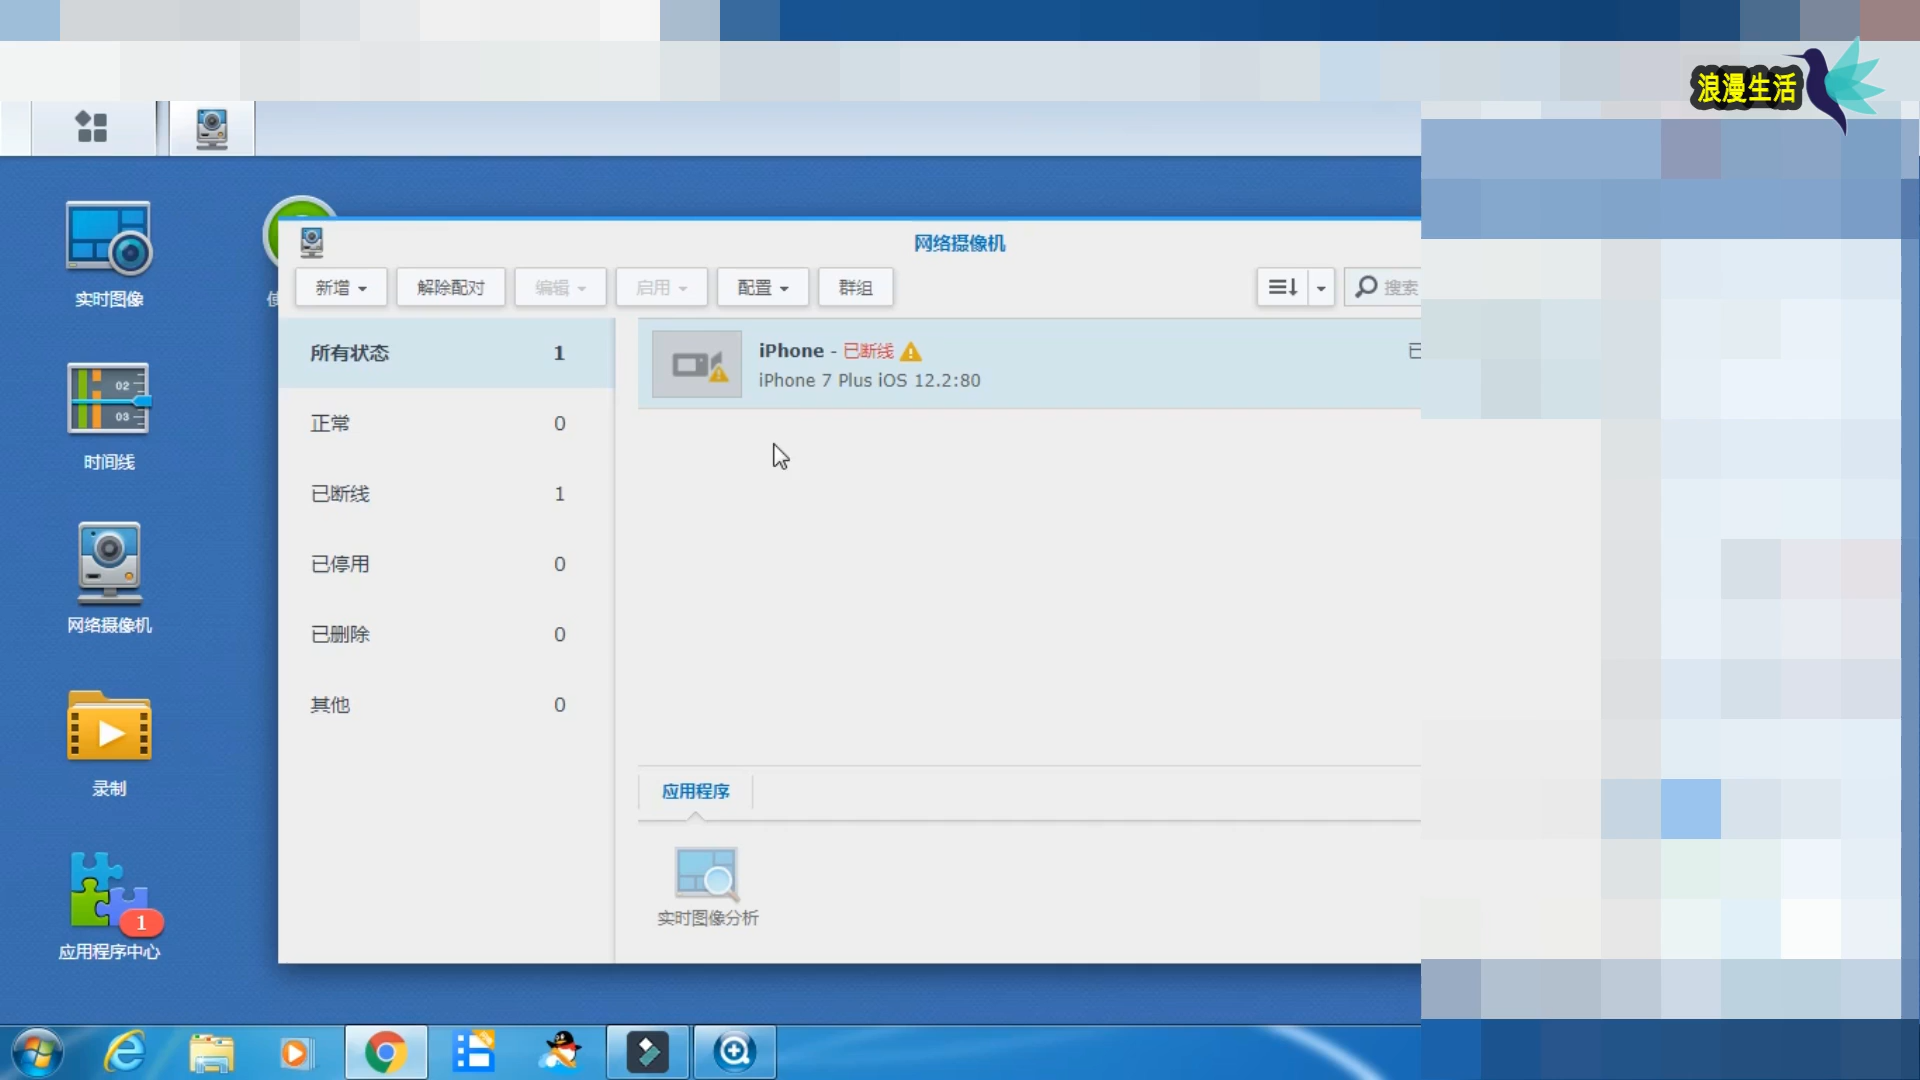 浪漫生活
网络摄像机
新增
解除配对
编辑
启用
配置
群组
搜索
实时图像
时间线
02
03
网络摄像机
录制
应用程序中心
1
所有状态 1
正常 0
已断线 1
已停用 0
已删除 0
其他 0
iPhone - 已断线
iPhone 7 Plus iOS 12.2:80
应用程序
实时图像分析